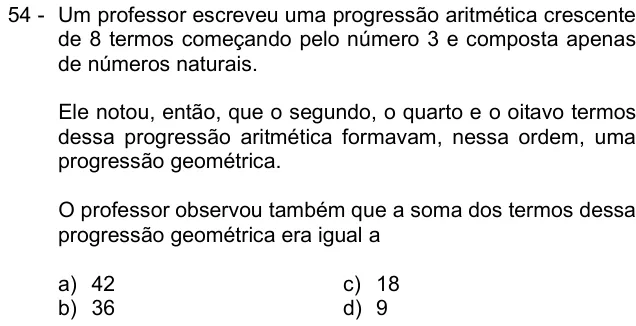 54 - Um professor escreveu uma progressão aritmética crescente
de 8 termos começando pelo número 3 e composta apenas
de números naturais.
Ele notou, então, que o segundo, o quarto e o oitavo termos
dessa progressão aritmética formavam, nessa ordem, uma
progressão geométrica.
O professor observou também que a soma dos termos dessa
progressão geométrica era igual a
a) 42 c) 18
b) 36 d) 9